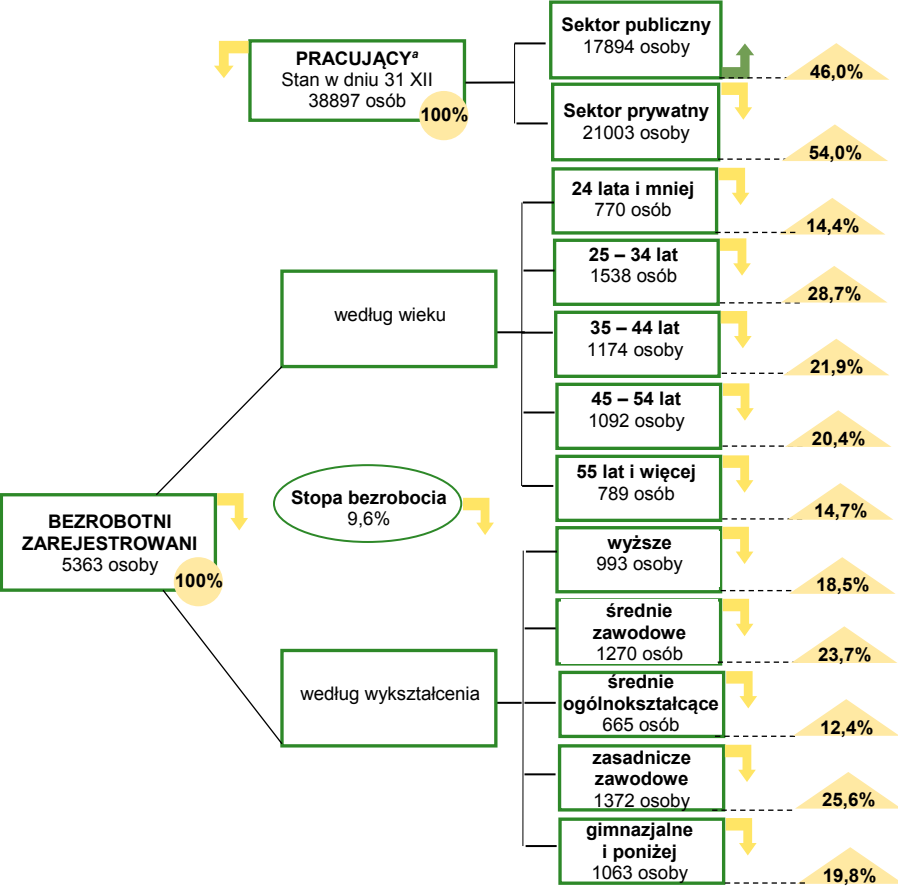 PRACUJĄCYᵃ
Stan w dniu 31 XII
38897 osób
100%
Sektor publiczny
17894 osoby
46,0%
Sektor prywatny
21003 osoby
54,0%
według wieku
24 lata i mniej
770 osób
14,4%
25 – 34 lat
1538 osób
28,7%
35 – 44 lat
1174 osoby
21,9%
45 – 54 lat
1092 osoby
20,4%
55 lat i więcej
789 osób
14,7%
BEZROBOTNI
ZAREJESTROWANI
5363 osoby
100%
Stopa bezrobocia
9,6%
według wykształcenia
wyższe
993 osoby
18,5%
średnie
zawodowe
1270 osób
23,7%
średnie
ogólnokształcące
665 osób
12,4%
zasadnicze
zawodowe
1372 osoby
25,6%
gimnazjalne
i poniżej
1063 osoby
19,8%